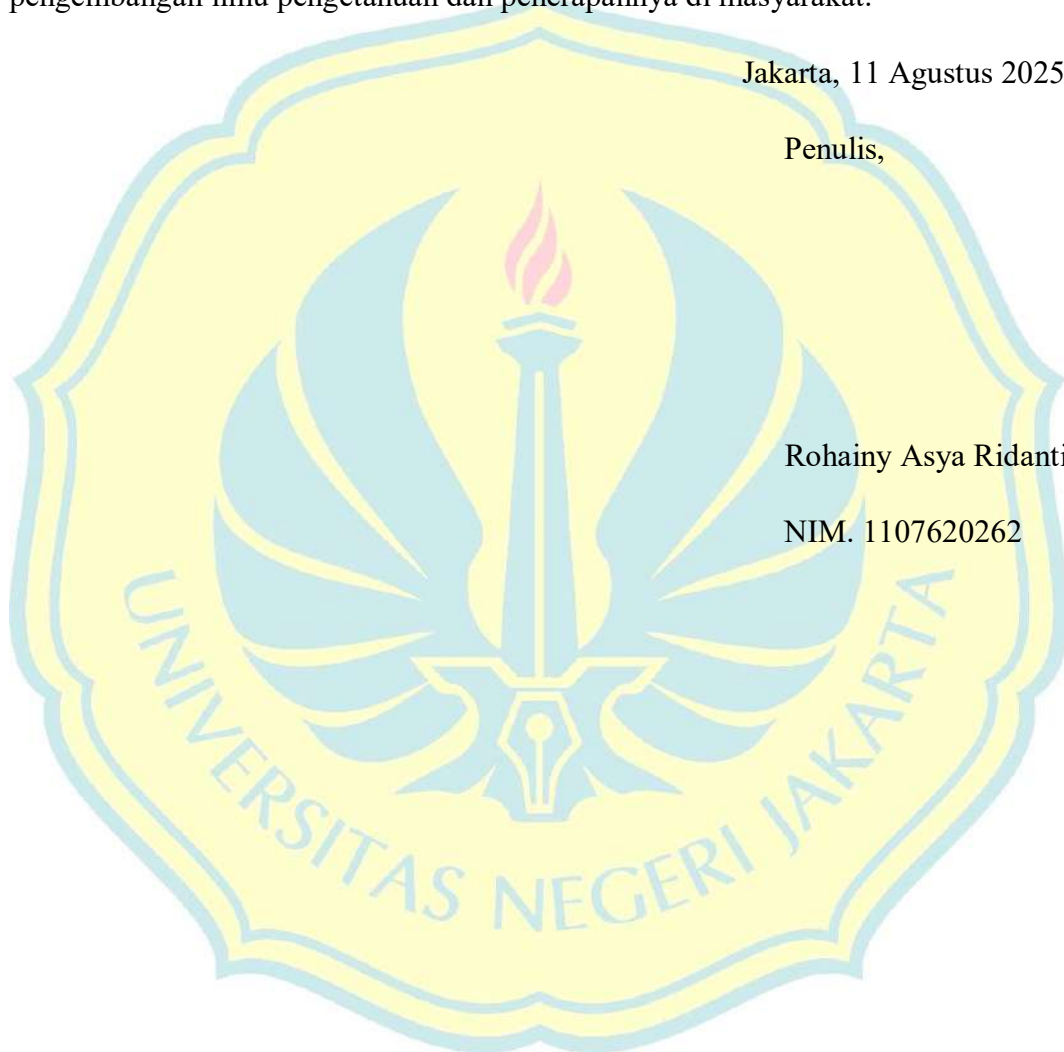 pengembangan ilmu pengetahuan dan penerapannya di masyarakat.
Jakarta, 11 Agustus 2025
Penulis,
Rohainy Asya Ridanti
NIM. 1107620262
UNIVERSITAS NEGERI JAKARTA